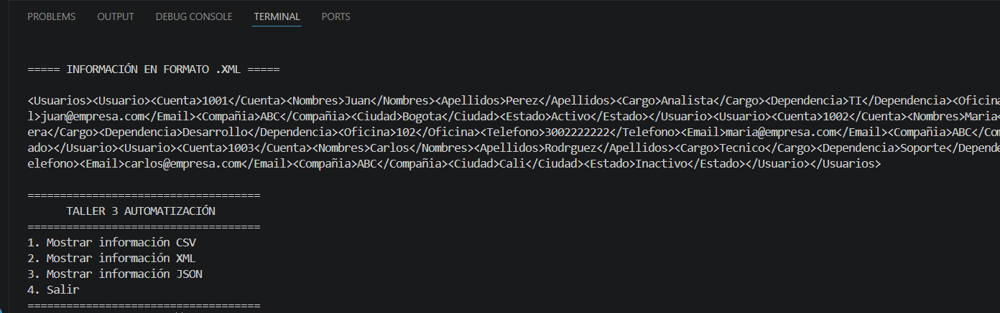 PROBLEMS OUTPUT DEBUG CONSOLE TERMINAL PORTS
===== INFORMACIÓN EN FORMATO .XML =====
<Usuarios><Usuario><Cuenta>1001</Cuenta><Nombres>Juan</Nombres><Apellidos>Perez</Apellidos><Cargo>Analista</Cargo><Dependencia>TI</Dependencia><Oficina
l>juan@empresa.com</Email><Compañia>ABC</Compañia><Ciudad>Bogota</Ciudad><Estado>Activo</Estado></Usuario><Usuario><Cuenta>1002</Cuenta><Nombres>Maria<
era</Cargo><Dependencia>Desarrollo</Dependencia><Oficina>102</Oficina><Telefono>3002222222</Telefono><Email>maria@empresa.com</Email><Compañia>ABC</Com
ado></Usuario><Usuario><Cuenta>1003</Cuenta><Nombres>Carlos</Nombres><Apellidos>Rodrguez</Apellidos><Cargo>Tecnico</Cargo><Dependencia>Soporte</Depende
elefono><Email>carlos@empresa.com</Email><Compañia>ABC</Compañia><Ciudad>Cali</Ciudad><Estado>Inactivo</Estado></Usuario></Usuarios>
====================================
TALLER 3 AUTOMATIZACIÓN
====================================
1. Mostrar información CSV
2. Mostrar información XML
3. Mostrar información JSON
4. Salir
====================================